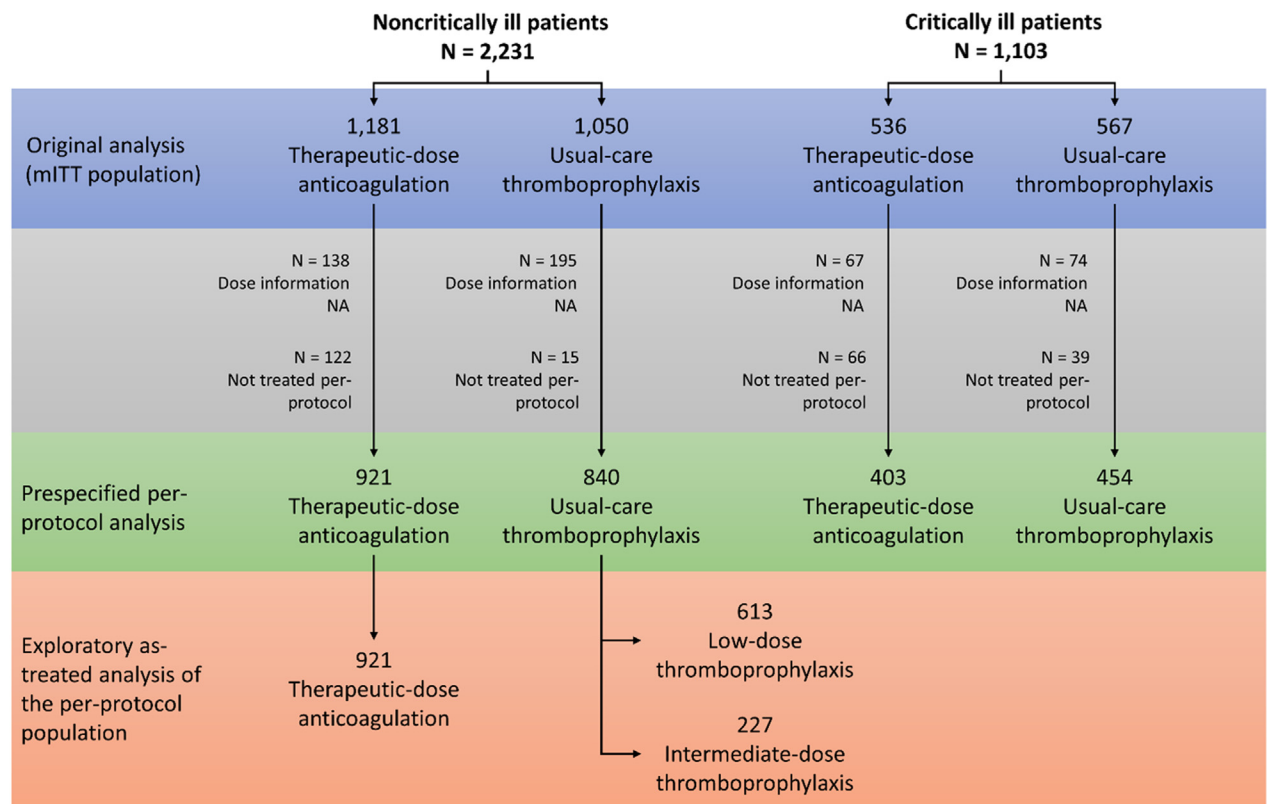 Noncritically ill patients
N = 2,231
Critically ill patients
N = 1,103
Original analysis
(mITT population)
1,181
Therapeutic-dose
anticoagulation
1,050
Usual-care
thromboprophylaxis
536
Therapeutic-dose
anticoagulation
567
Usual-care
thromboprophylaxis
N = 138
Dose information
NA
N = 195
Dose information
NA
N = 67
Dose information
NA
N = 74
Dose information
NA
N = 122
Not treated per-
protocol
N = 15
Not treated per-
protocol
N = 66
Not treated per-
protocol
N = 39
Not treated per-
protocol
Prespecified per-
protocol analysis
921
Therapeutic-dose
anticoagulation
840
Usual-care
thromboprophylaxis
403
Therapeutic-dose
anticoagulation
454
Usual-care
thromboprophylaxis
Exploratory as-
treated analysis of
the per-protocol
population
921
Therapeutic-dose
anticoagulation
613
Low-dose
thromboprophylaxis
227
Intermediate-dose
thromboprophylaxis